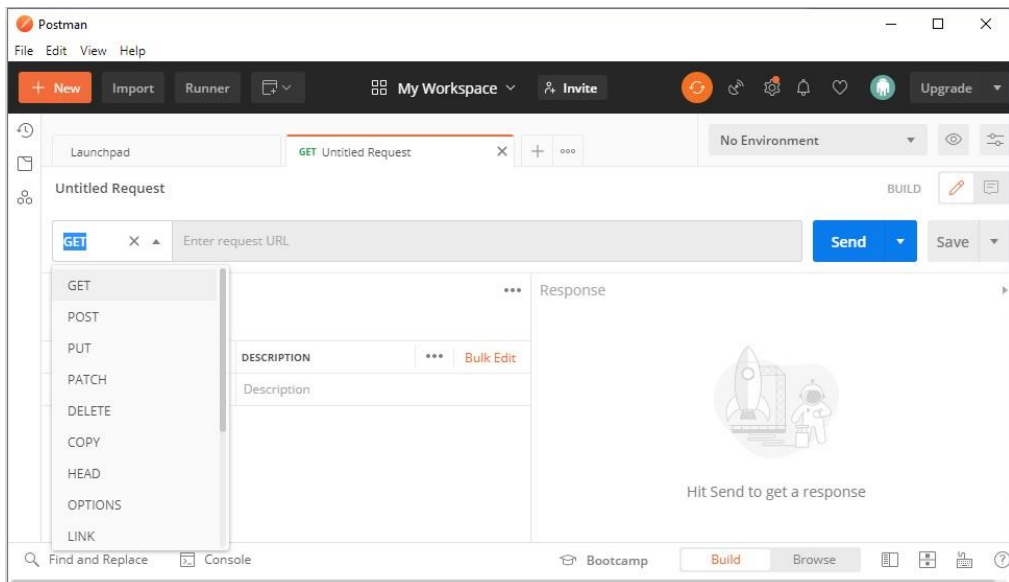 Postman
File Edit View Help
+ New Import Runner My Workspace Invite Upgrade
Launchpad GET Untitled Request No Environment
Untitled Request BUILD
GET Enter request URL Send Save
GET
POST
PUT
PATCH
DELETE
COPY
HEAD
OPTIONS
LINK
Response
DESCRIPTION Bulk Edit
Description
Hit Send to get a response
Find and Replace Console Bootcamp Build Browse